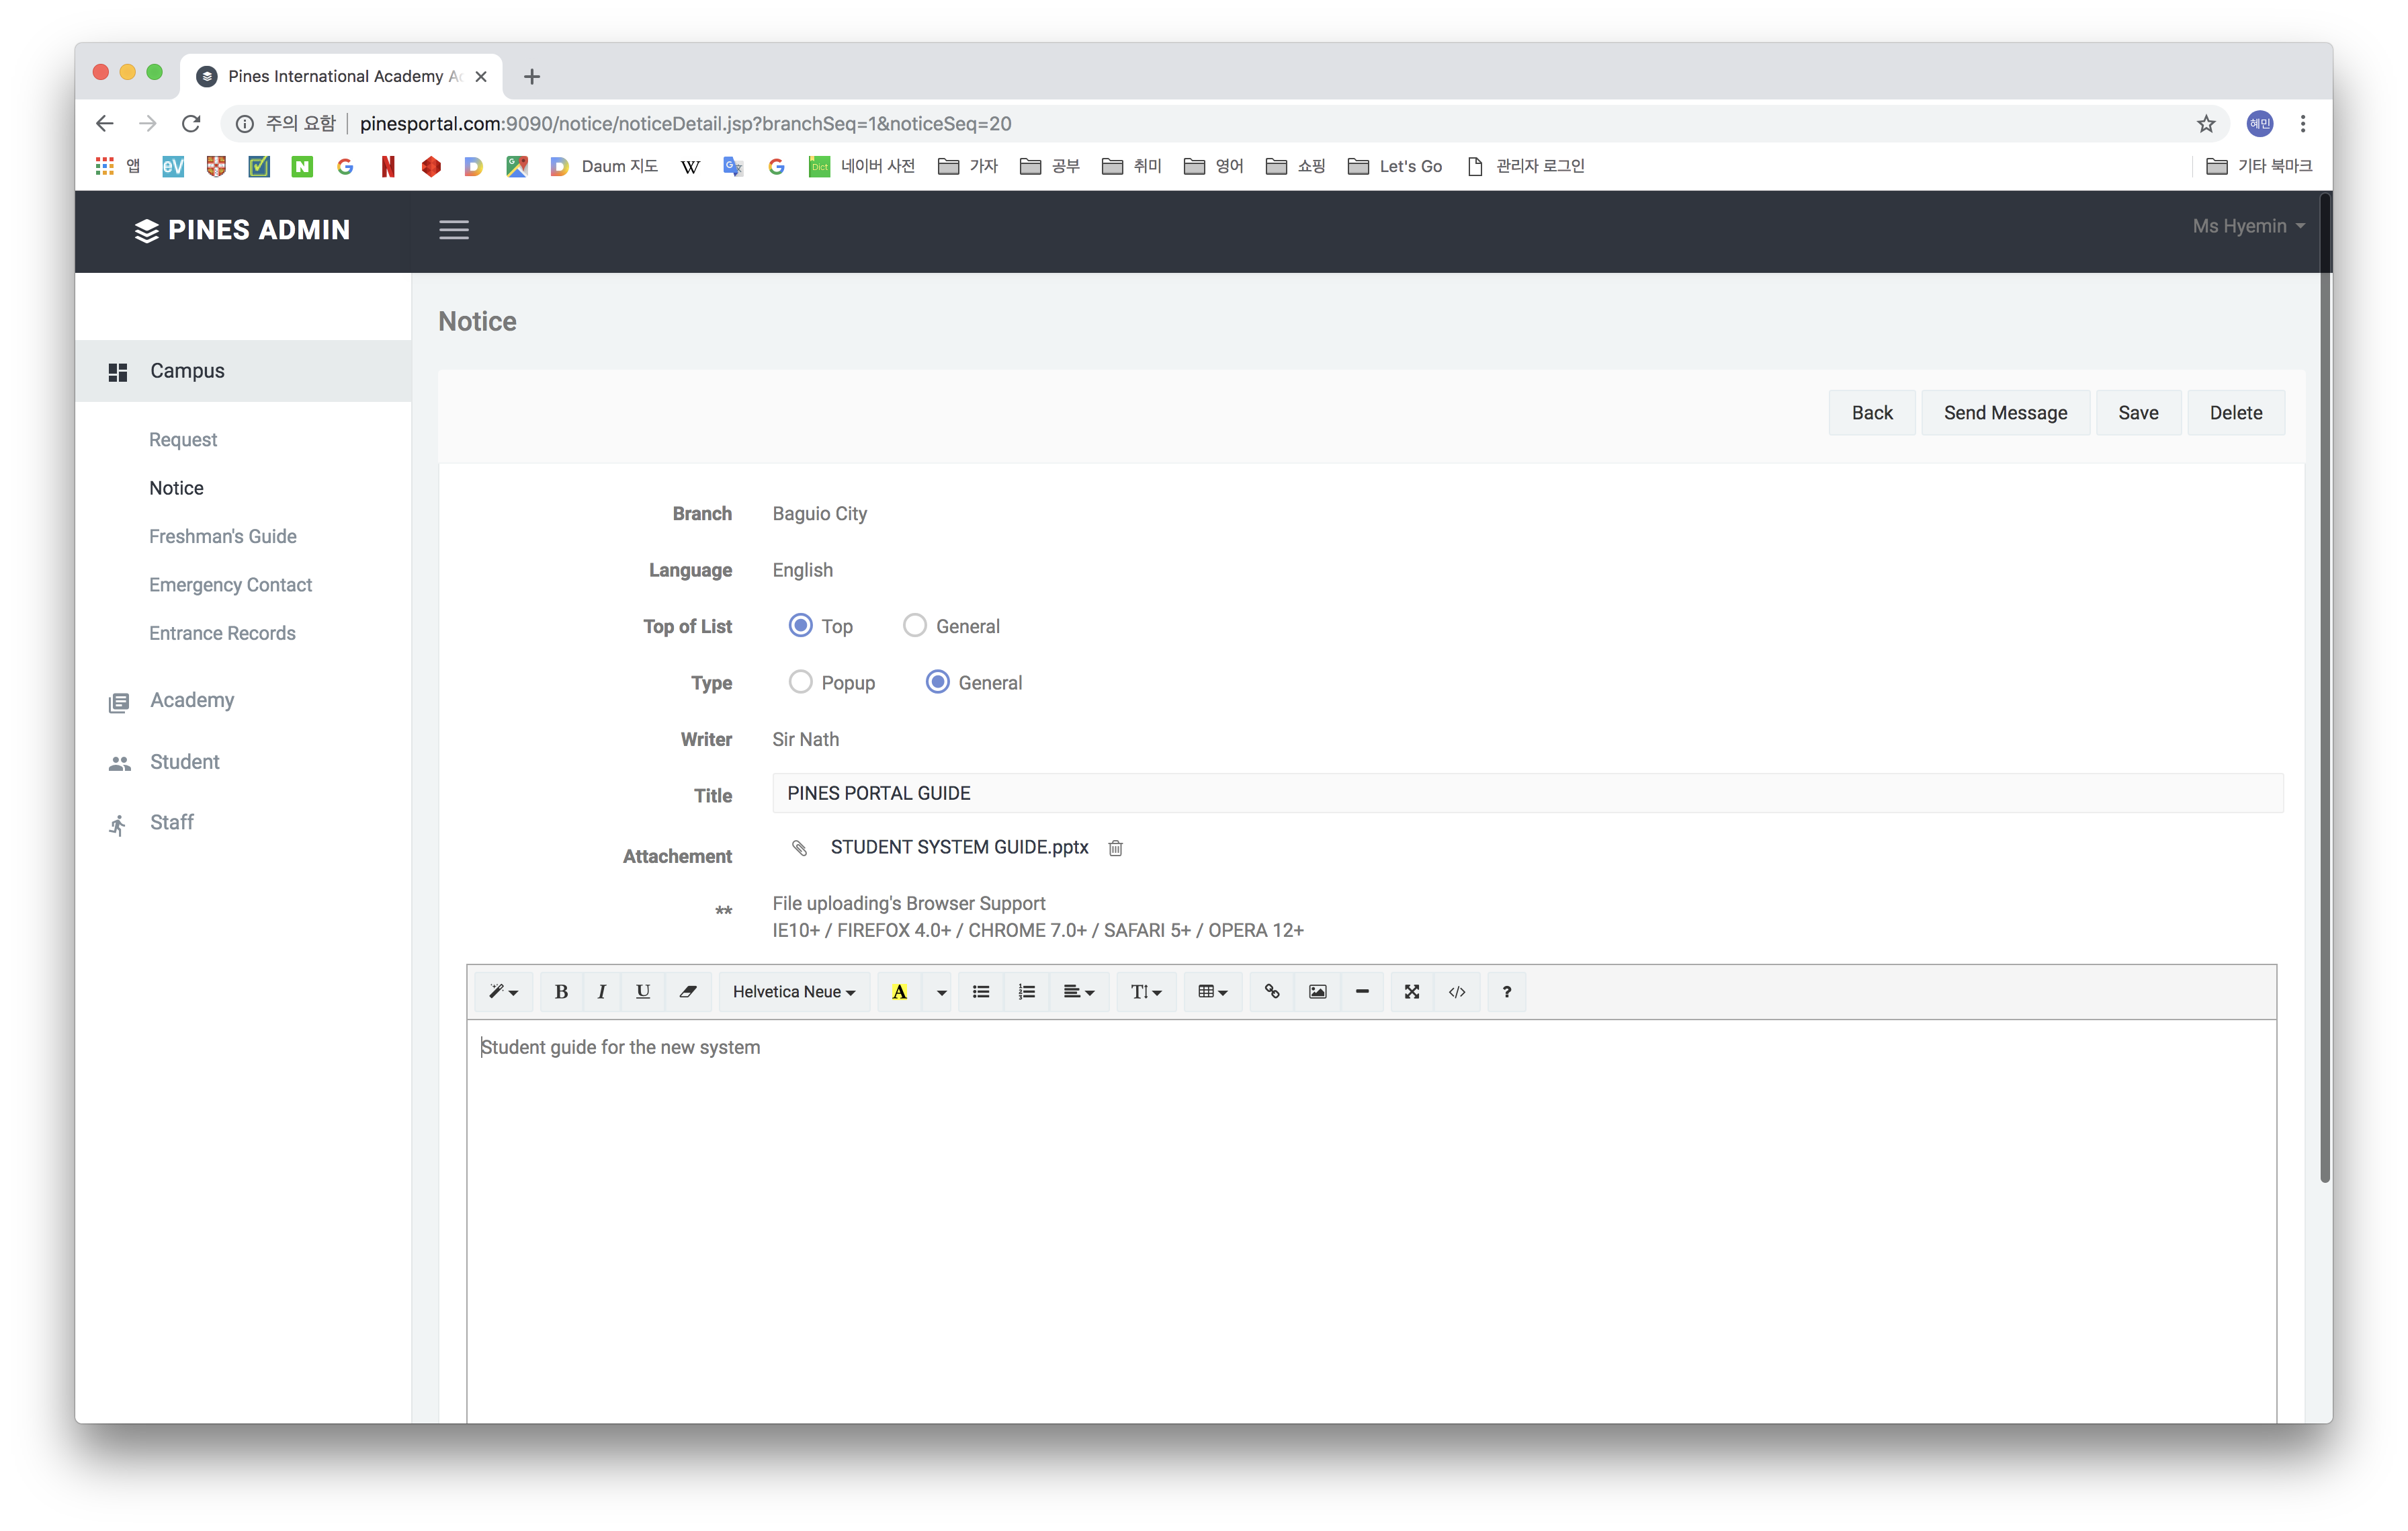 Pines International Academy A
주의 요함 pinesportal.com:9090/notice/noticeDetail.jsp?branchSeq=1&noticeSeq=20 혜민
앱 eV N G N D G D Daum 지도 W G Dict 네이버 사전 가자 공부 취미 영어 쇼핑 Let's Go 관리자 로그인 기타 북마크
PINES ADMIN
Ms Hyemin
Notice
Campus
Request
Notice
Freshman's Guide
Emergency Contact
Entrance Records
Academy
Student
Staff
Back Send Message Save Delete
Branch Baguio City
Language English
Top of List Top General
Type Popup General
Writer Sir Nath
Title PINES PORTAL GUIDE
Attachement STUDENT SYSTEM GUIDE.pptx
** File uploading's Browser Support
IE10+ / FIREFOX 4.0+ / CHROME 7.0+ / SAFARI 5+ / OPERA 12+
B I U Helvetica Neue A T </> ?
Student guide for the new system